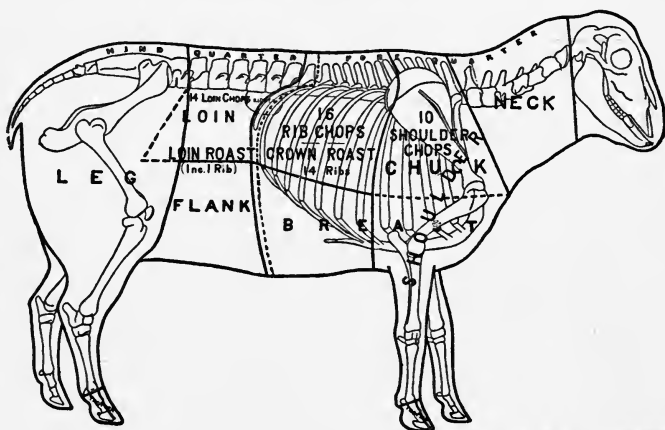 HIND QUARTER
FORE QUARTER
NECK
14 LOIN CHOPS
LOIN
16
RIB CHOPS
10
SHOULDER
CHOPS
LOIN ROAST
(Inc. 1 Rib)
CROWN ROAST
14 Ribs
CHUCK
LEG
FLANK
BREAST
SHOULDER